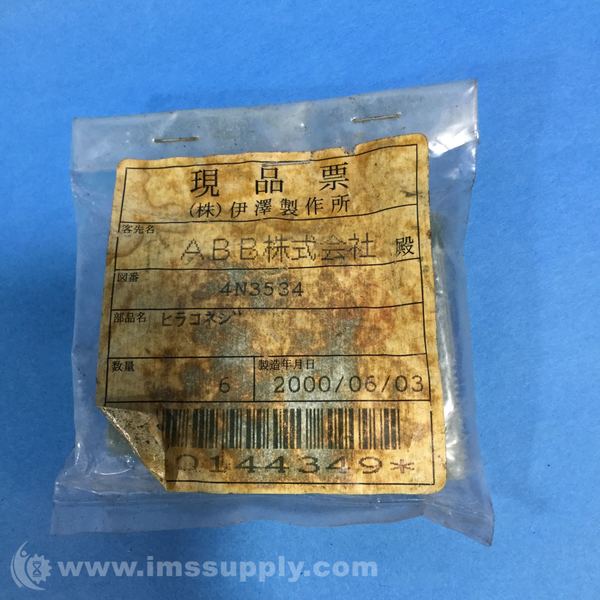 現品票
(株)伊澤製作所
客先名
ABB株式会社 殿
図番
4N3534
部品名 ヒラコネジ
数量 6 製造年月日 2000/06/03
0144349*
www.imssupply.com